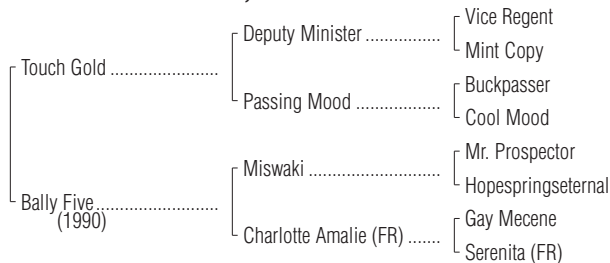 Vice Regent
Deputy Minister ..................
Mint Copy
Touch Gold ..........................
Buckpasser
Passing Mood ....................
Cool Mood
Mr. Prospector
Miswaki ...............................
Hopespringseternal
Bally Five.............................
(1990)
Gay Mecene
Charlotte Amalie (FR) .......
Serenita (FR)